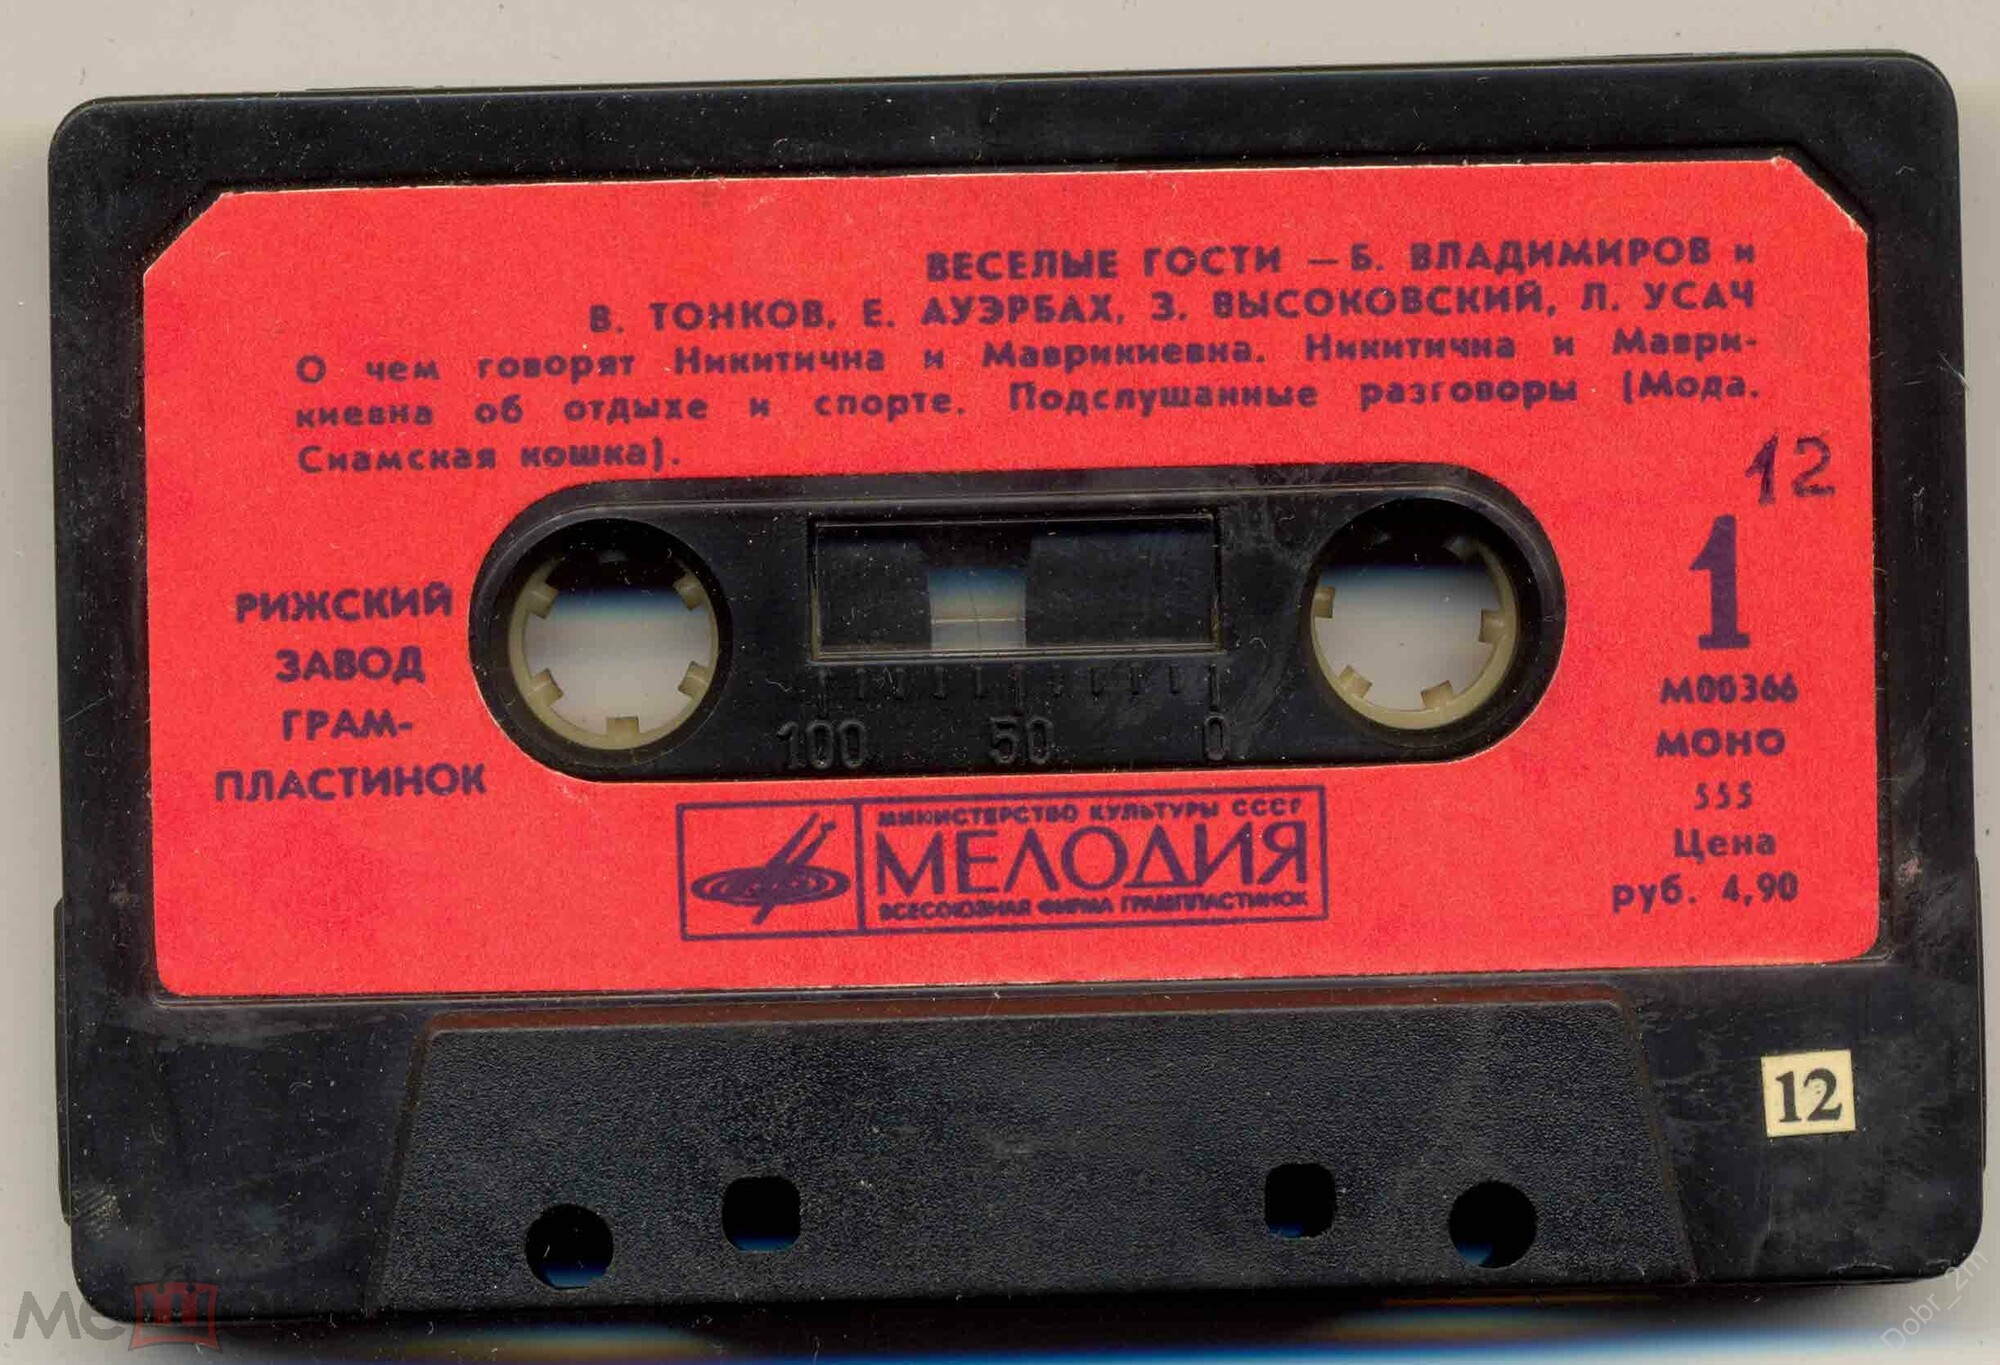 ВЕСЕЛЫЕ ГОСТИ — Б. ВЛАДИМИРОВ и
В. ТОНКОВ, Е. АУЭРБАХ, З. ВЫСОКОВСКИЙ, Л. УСАЧ
О чем говорят Никитична и Маврикиевна. Никитична и Маври-
киевна об отдыхе и спорте. Подслушанные разговоры (Мода.
Сиамская кошка).
12
РИЖСКИЙ
ЗАВОД
ГРАМ-
ПЛАСТИНОК
1
М00366
МОНО
555
Цена
руб. 4,90
100 50 0
МИНИСТЕРСТВО КУЛЬТУРЫ СССР
МЕЛОДИЯ
ВСЕСОЮЗНАЯ ФИРМА ГРАМПЛАСТИНОК
12
Dobr_2m